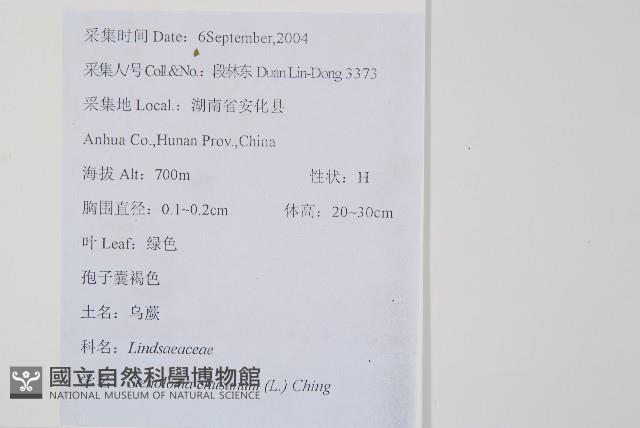 采集时间 Date：6September,2004
采集人/号 Coll.&No.：段林东 Duan Lin-Dong 3373
采集地 Local.：湖南省安化县
Anhua Co.,Hunan Prov.,China
海拔 Alt：700m 性状：H
胸围直径：0.1~0.2cm 体高：20~30cm
叶 Leaf：绿色
孢子囊褐色
土名：乌蕨
科名：Lindsaeaceae
学名：Stenoloma chusanum (L.) Ching
國立自然科學博物館
NATIONAL MUSEUM OF NATURAL SCIENCE